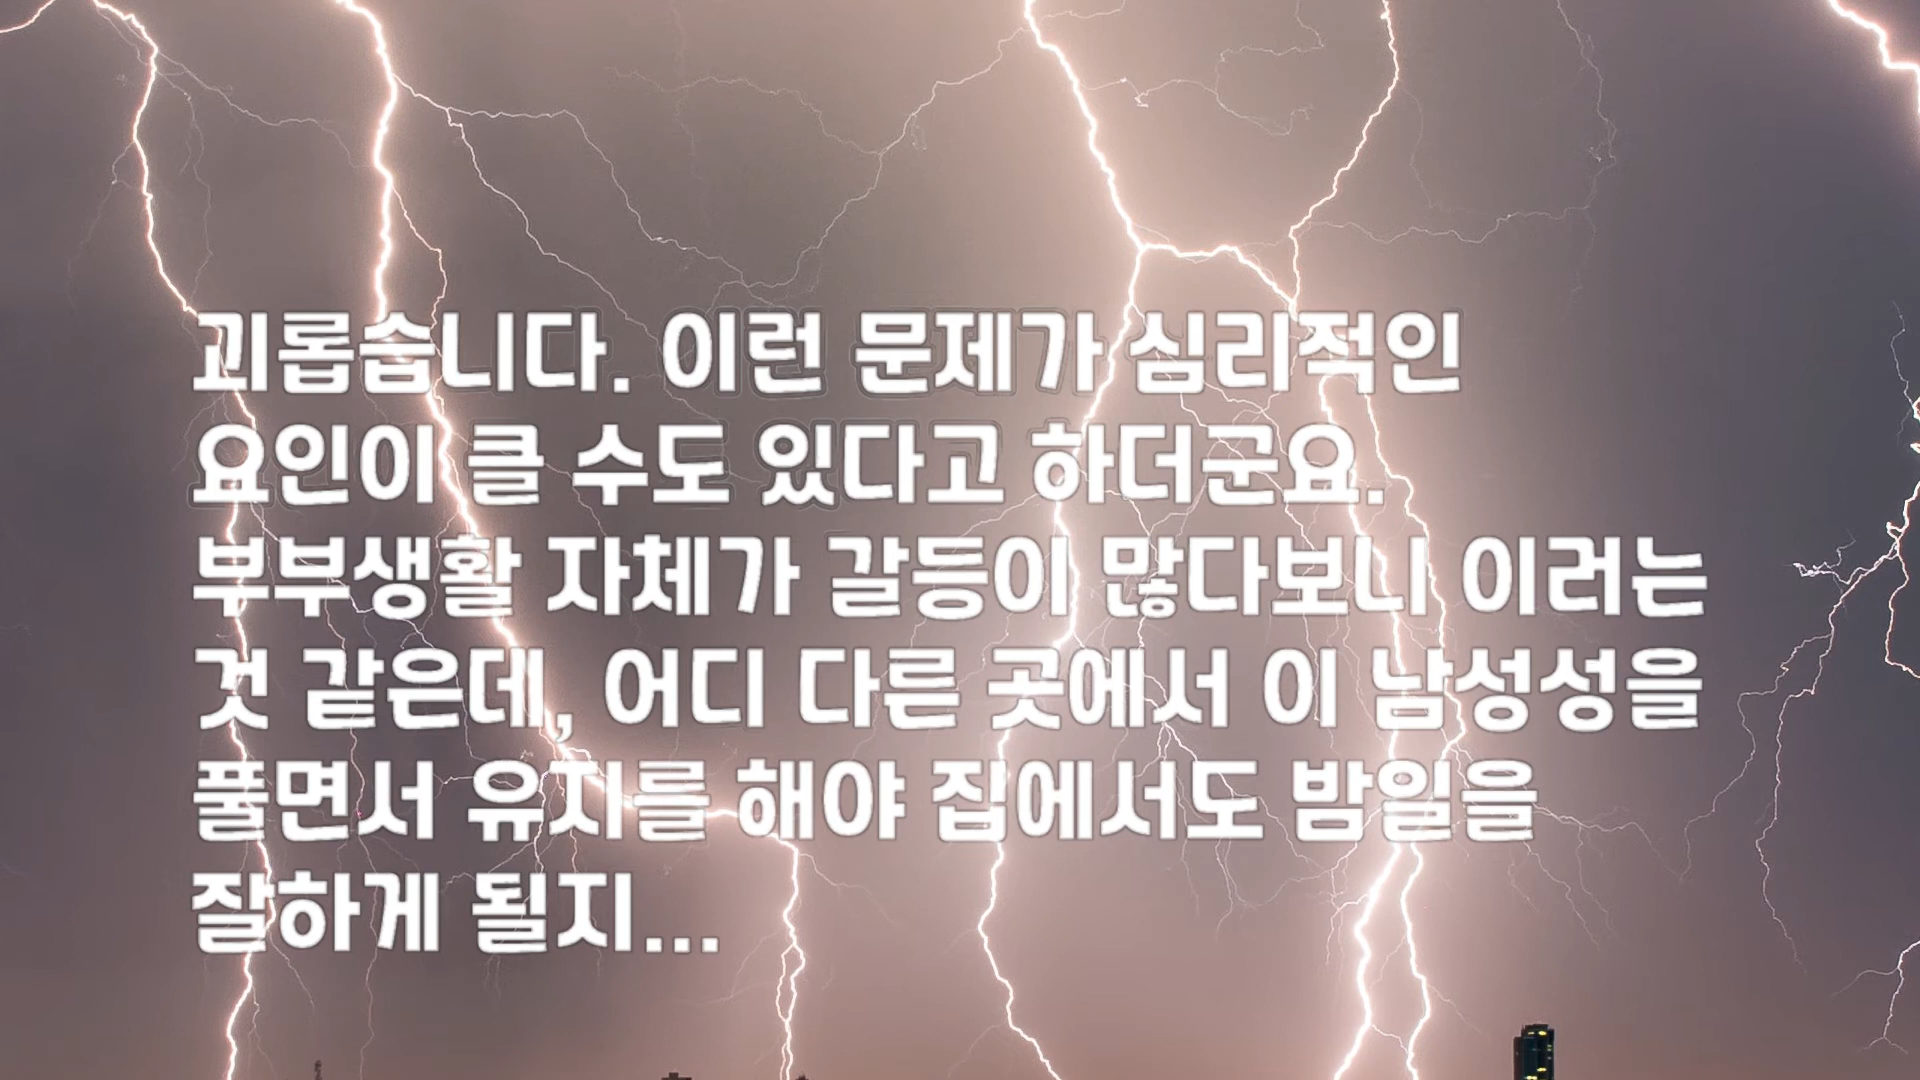 괴롭습니다. 이런 문제가 심리적인
요인이 클 수도 있다고 하더군요.
부부생활 자체가 갈등이 많다보니 이러는
것 같은데, 어디 다른 곳에서 이 남성성을
풀면서 유지를 해야 집에서도 밤일을
잘하게 될지...